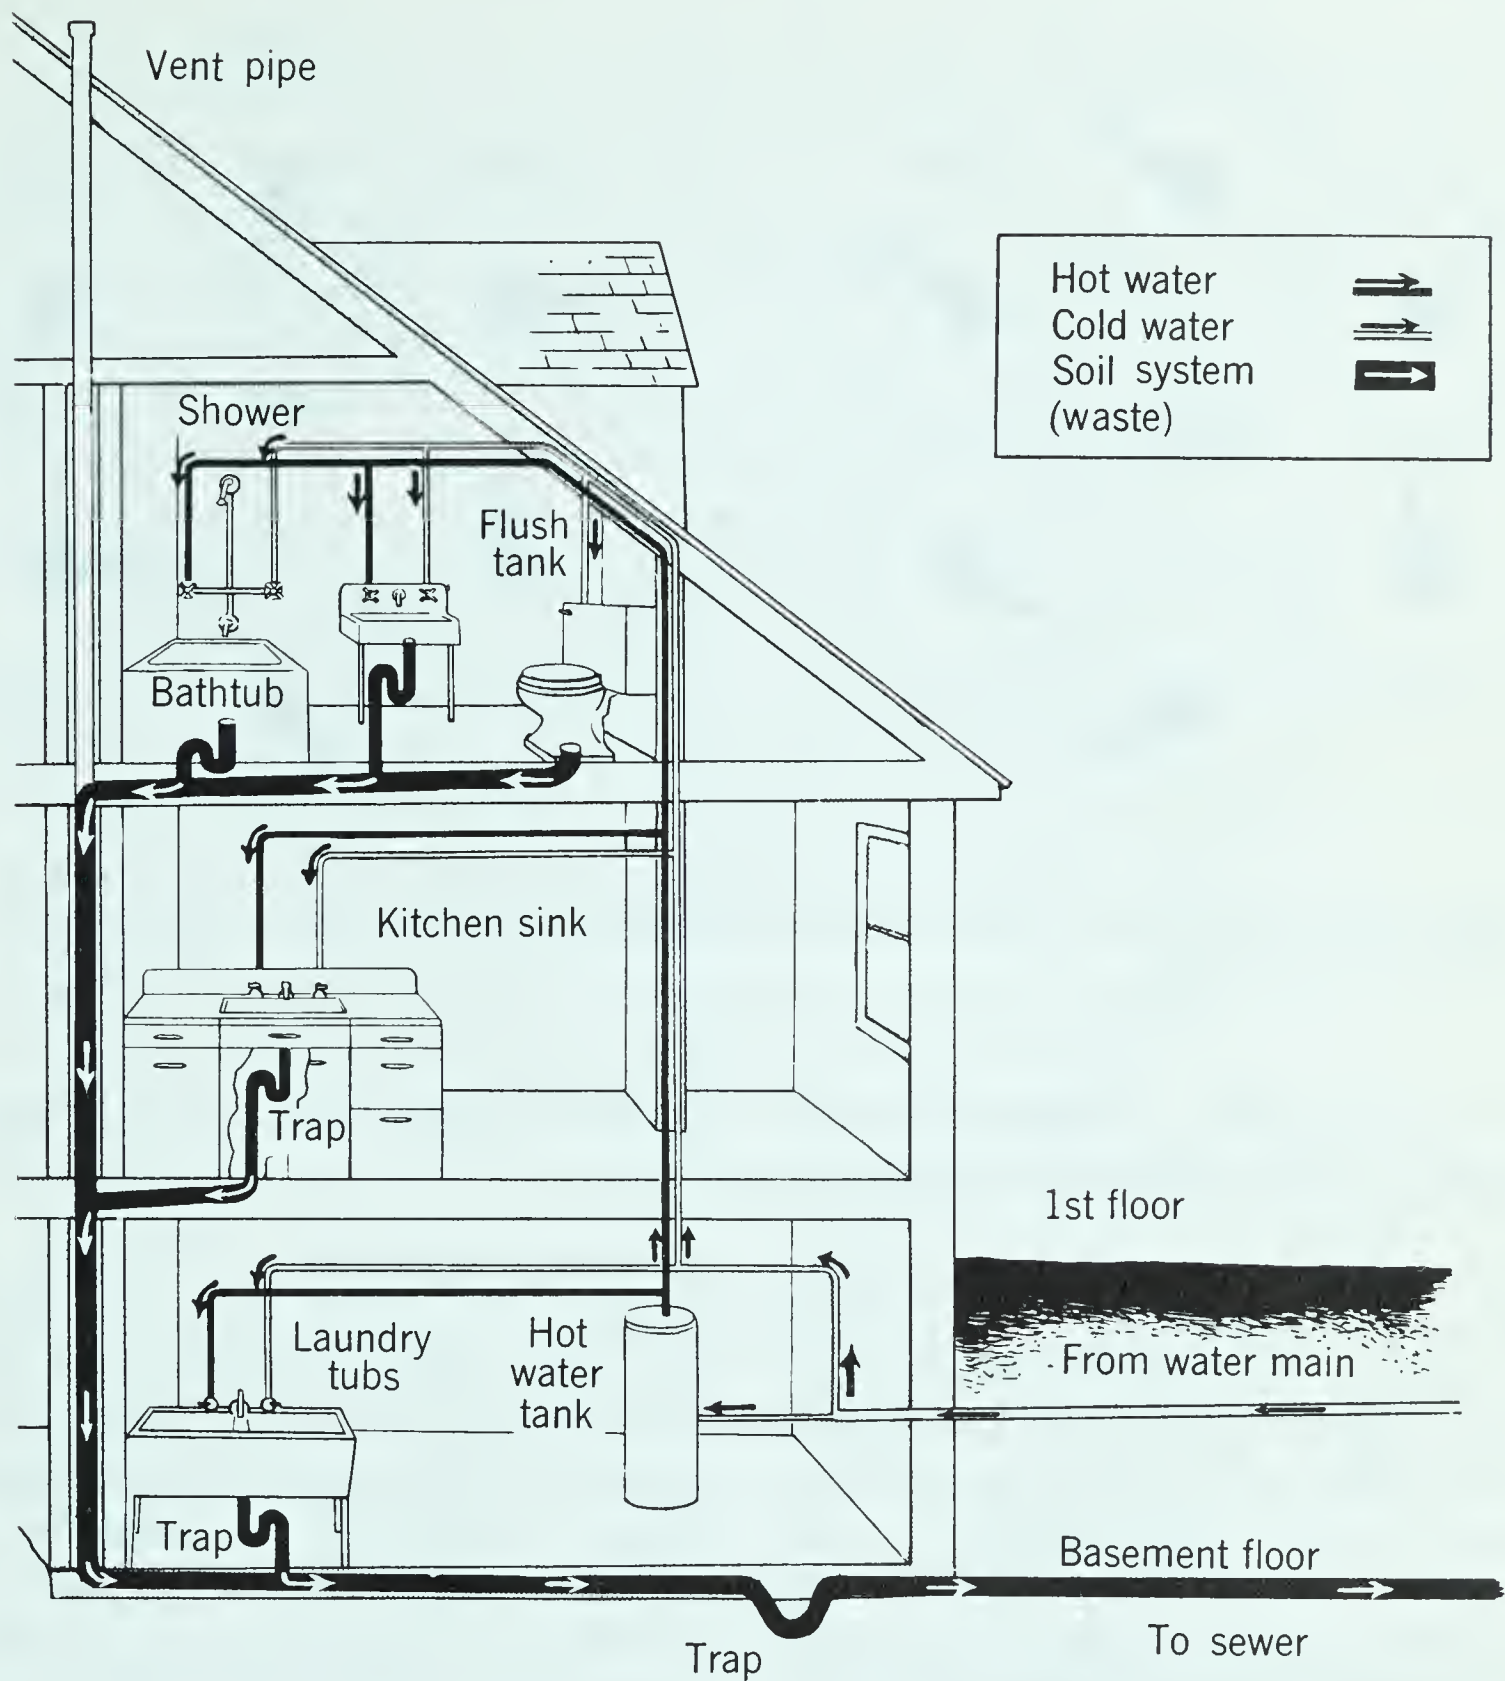 Vent pipe
Hot water
Cold water
Soil system
(waste)
Shower
Flush
tank
Bathtub
Kitchen sink
Trap
1st floor
From water main
Laundry
tubs
Hot
water
tank
Trap
Basement floor
To sewer
Trap